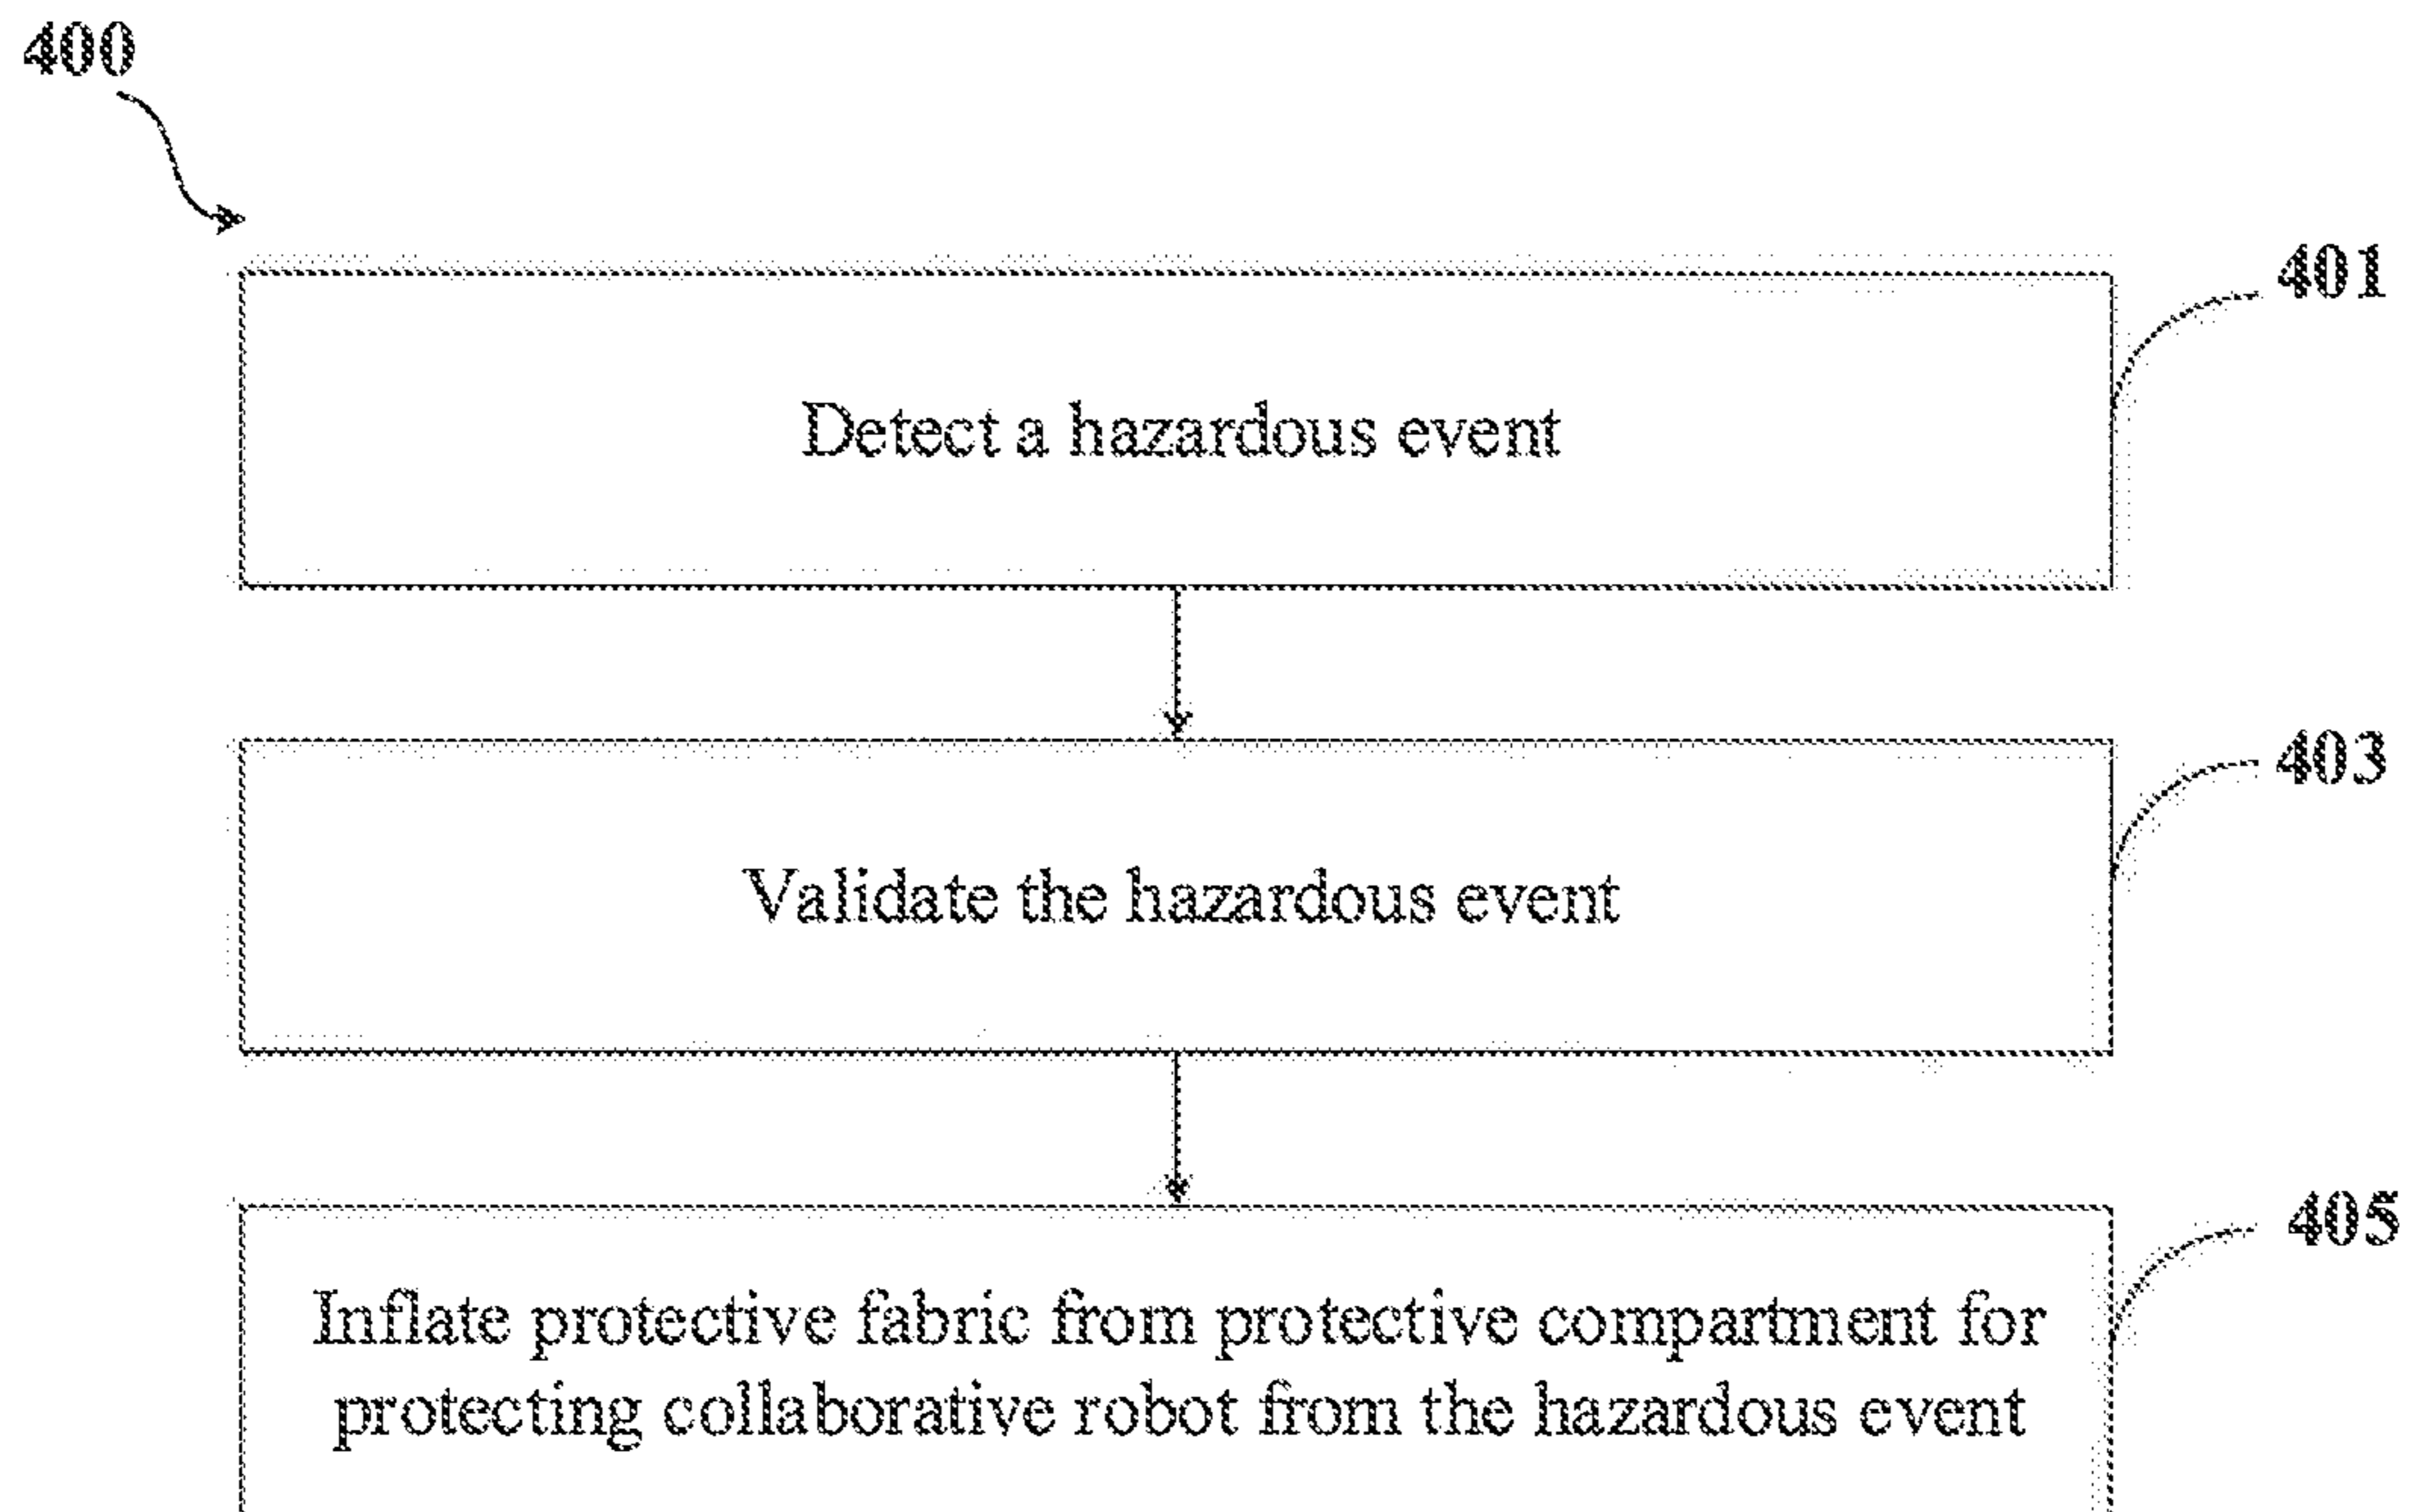 400
401
Detect a hazardous event
403
Validate the hazardous event
405
Inflate protective fabric from protective compartment for
protecting collaborative robot from the hazardous event